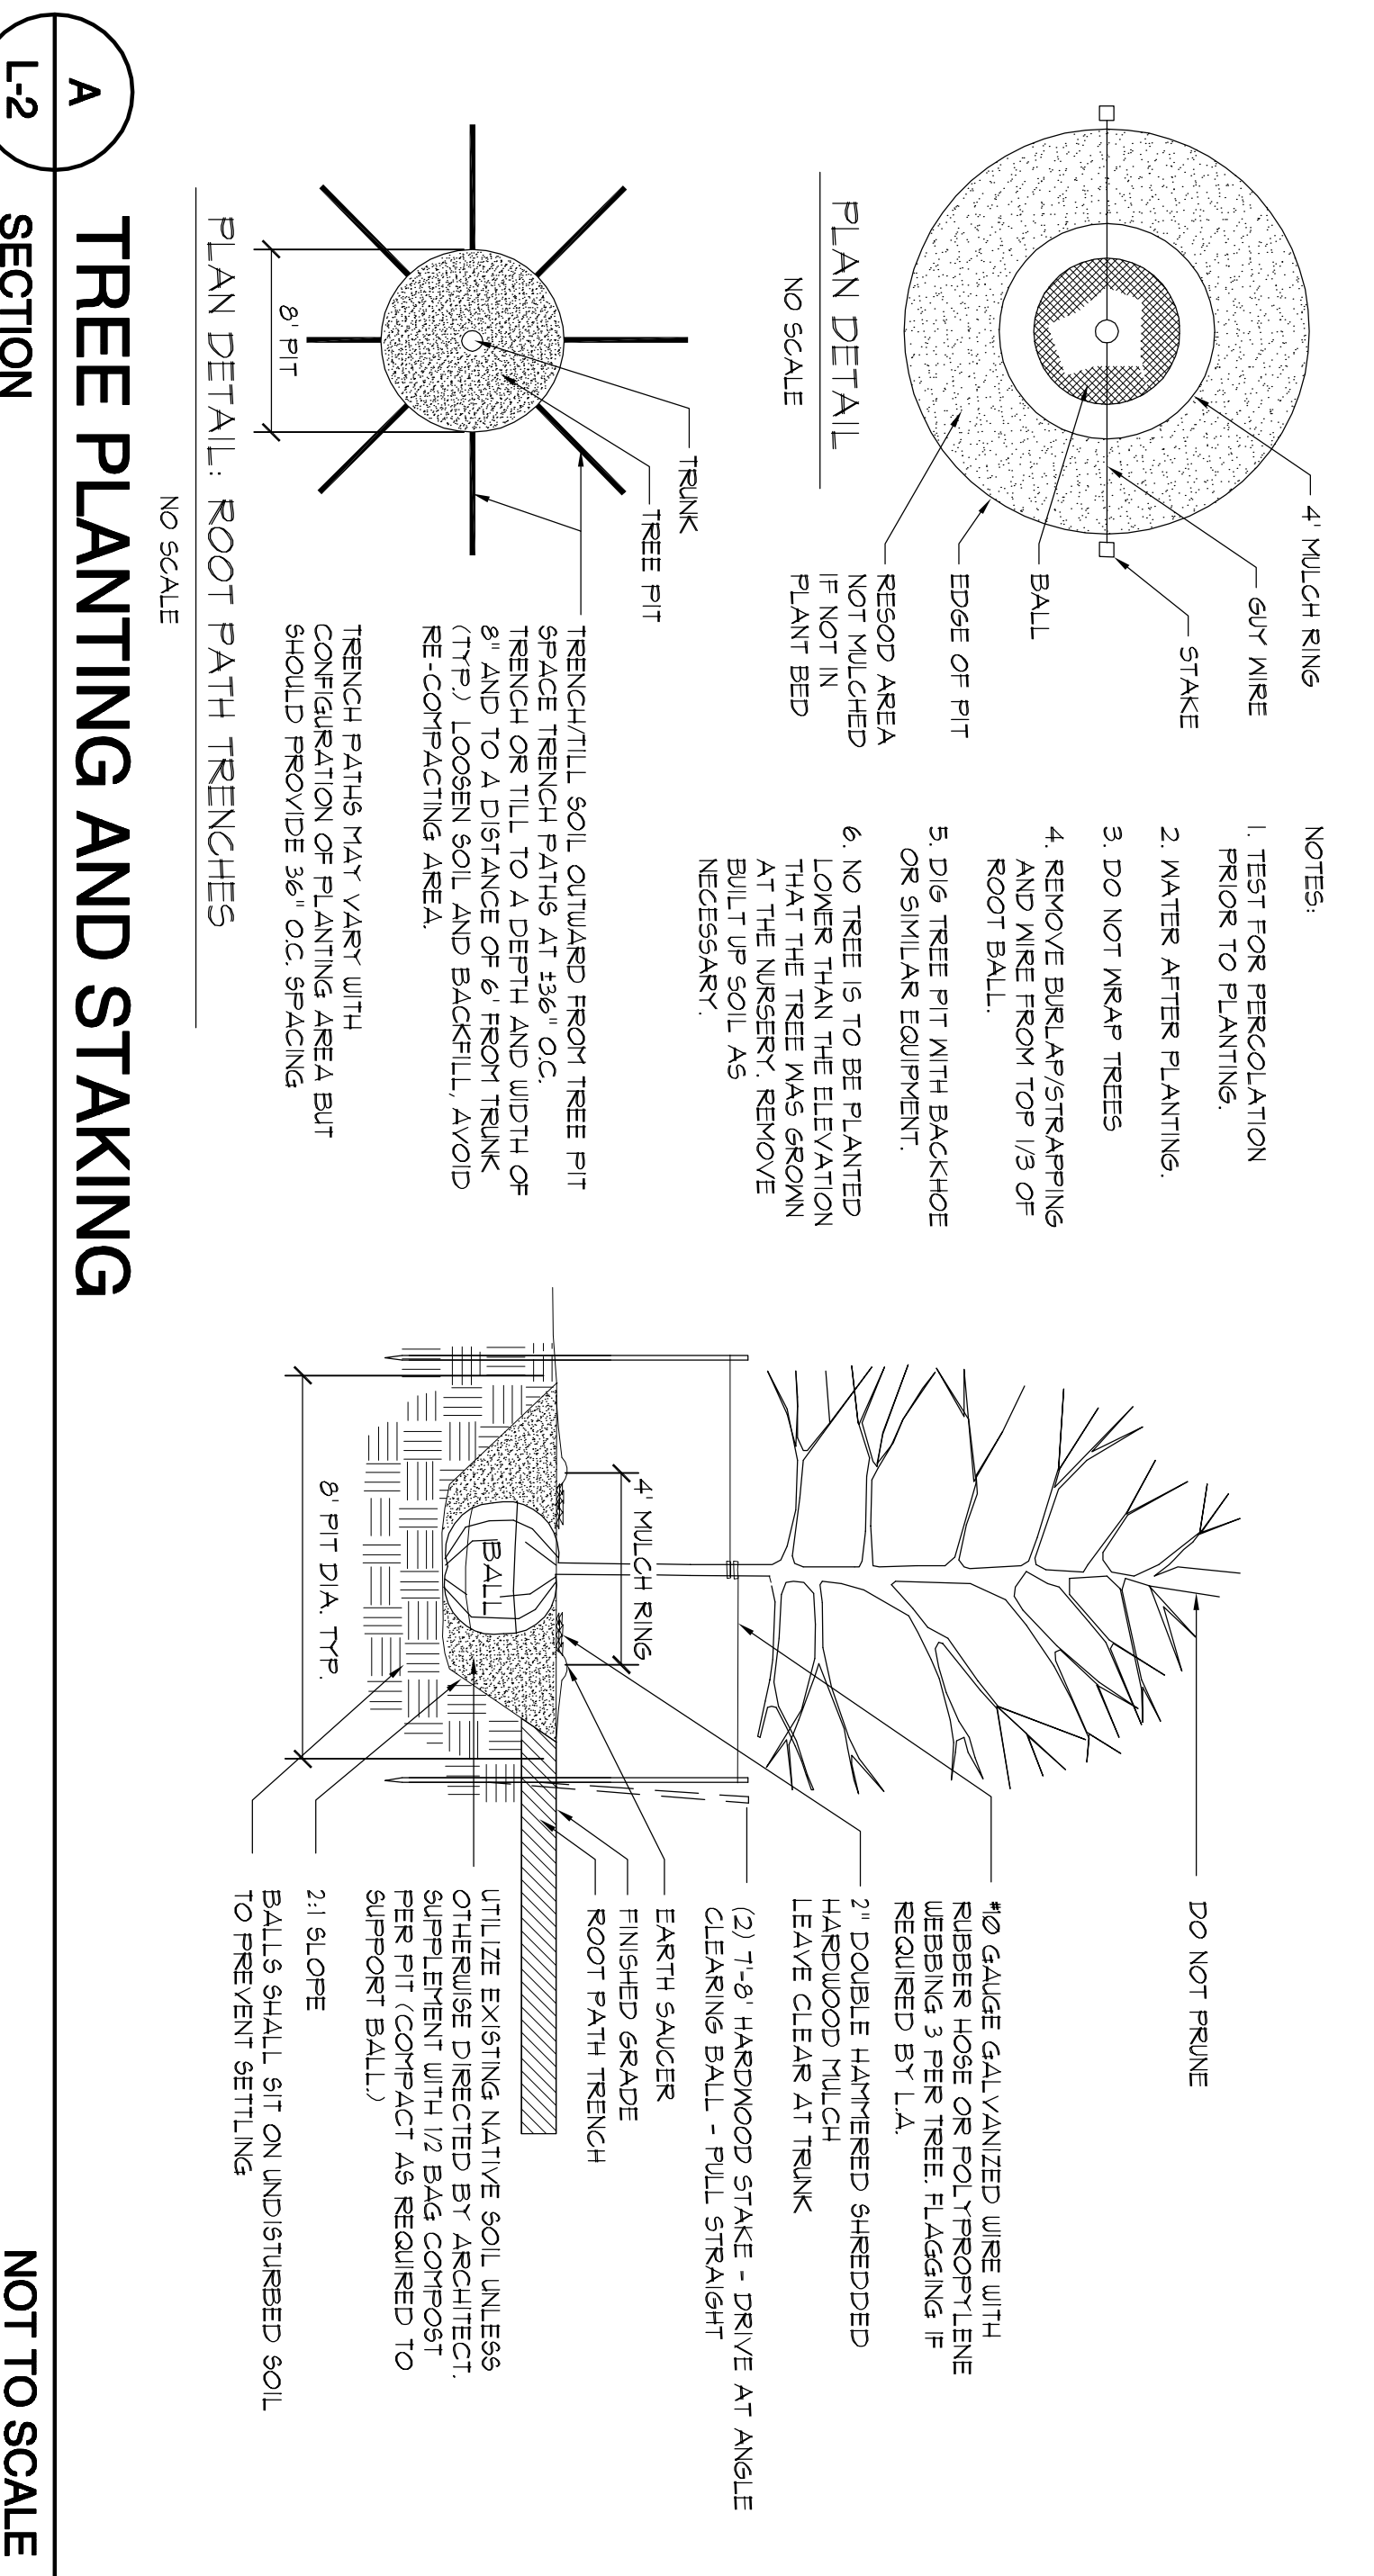 4' MULCH RING
GUY WIRE
STAKE
BALL
EDGE OF PIT
RESOD AREA
NOT MULCHED
IF NOT IN
PLANT BED
PLAN DETAIL
NO SCALE
TRUNK
TREE PIT
TRENCH/TILL SOIL OUTWARD FROM TREE PIT
SPACE TRENCH PATHS AT ±36" O.C.
TRENCH OR TILL TO A DEPTH AND WIDTH OF
8" AND TO A DISTANCE OF 6' FROM TRUNK
(TYP.) LOOSEN SOIL AND BACKFILL, AVOID
RE-COMPACTING AREA.
TRENCH PATHS MAY VARY WITH
CONFIGURATION OF PLANTING AREA BUT
SHOULD PROVIDE 36" O.C. SPACING
8' PIT
PLAN DETAIL: ROOT PATH TRENCHES
NO SCALE
NOTES:
1. TEST FOR PERCOLATION
PRIOR TO PLANTING.
2. WATER AFTER PLANTING.
3. DO NOT WRAP TREES
4. REMOVE BURLAP/STRAPPING
AND WIRE FROM TOP 1/3 OF
ROOT BALL.
5. DIG TREE PIT WITH BACKHOE
OR SIMILAR EQUIPMENT.
6. NO TREE IS TO BE PLANTED
LOWER THAN THE ELEVATION
THAT THE TREE WAS GROWN
AT THE NURSERY. REMOVE
BUILT UP SOIL AS
NECESSARY.
DO NOT PRUNE
#10 GAUGE GALVANIZED WIRE WITH
RUBBER HOSE OR POLYPROPYLENE
WEBBING 3 PER TREE. FLAGGING IF
REQUIRED BY L.A.
2" DOUBLE HAMMERED SHREDDED
HARDWOOD MULCH
LEAVE CLEAR AT TRUNK
(2) 7'-8' HARDWOOD STAKE - DRIVE AT ANGLE
CLEARING BALL - PULL STRAIGHT
EARTH SAUCER
FINISHED GRADE
ROOT PATH TRENCH
UTILIZE EXISTING NATIVE SOIL UNLESS
OTHERWISE DIRECTED BY ARCHITECT.
SUPPLEMENT WITH 1/2 BAG COMPOST
PER PIT (COMPACT AS REQUIRED TO
SUPPORT BALL.)
2:1 SLOPE
BALLS SHALL SIT ON UNDISTURBED SOIL
TO PREVENT SETTLING
4' MULCH RING
BALL
8' PIT DIA. TYP.
A
TREE PLANTING AND STAKING
L-2
SECTION
NOT TO SCALE